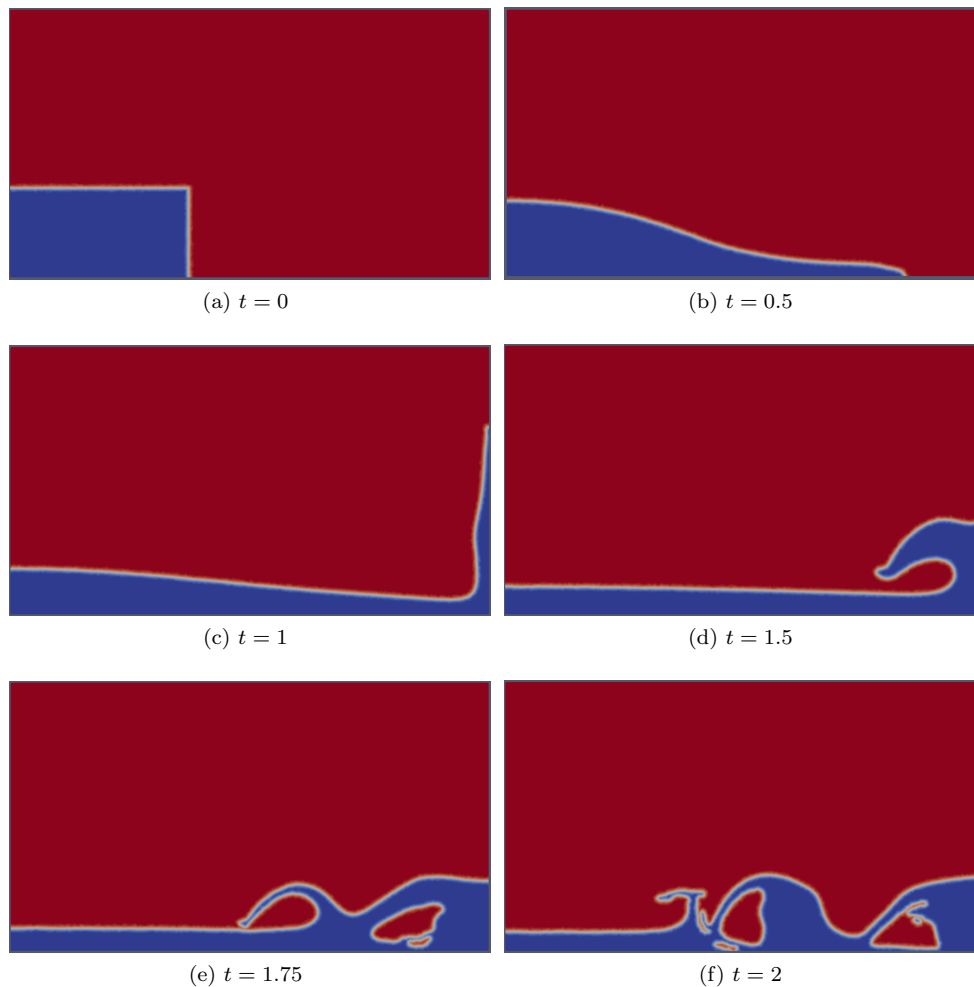 (a) t = 0
(b) t = 0.5
(c) t = 1
(d) t = 1.5
(e) t = 1.75
(f) t = 2